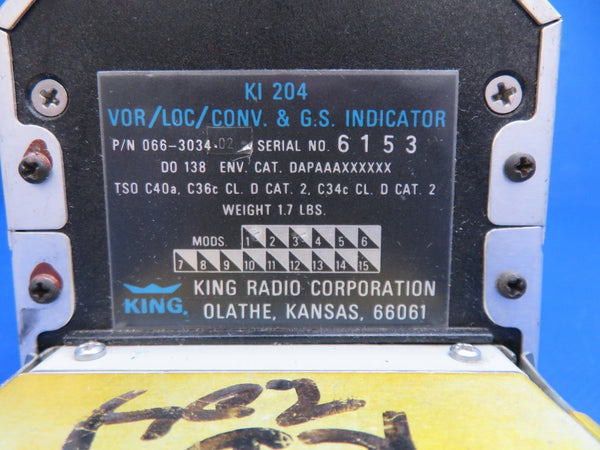 KI 204
VOR/LOC/CONV. & G.S. INDICATOR
P/N 066-3034-02 SERIAL NO. 6153
DO 138 ENV. CAT. DAPAAAXXXXXX
TSO C40a, C36c CL. D CAT. 2, C34c CL. D CAT. 2
WEIGHT 1.7 LBS.
MODS. 1 2 3 4 5 6
7 8 9 10 11 12 13 14 15
KING. KING RADIO CORPORATION
OLATHE, KANSAS, 66061
402